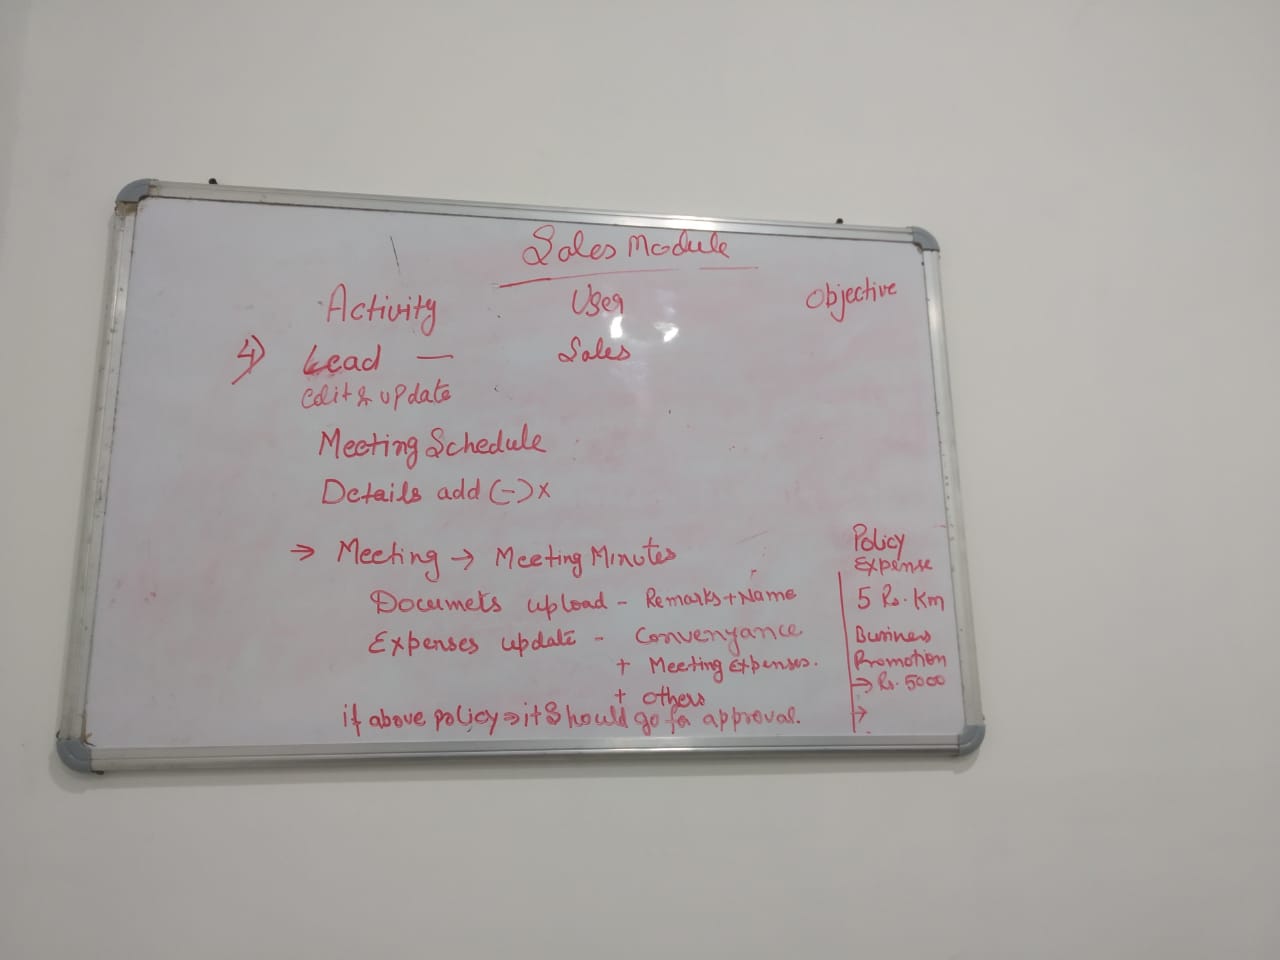 Sales Module
Activity User Objective
4) Lead — Sales
edit & update
Meeting Schedule
Details add (-) x
→ Meeting → Meeting Minutes
Documets upload - Remarks + Name
Expenses update - Convenyance
+ Meeting Expenses.
+ others
if above policy → it should go for approval.
Policy
Expense
5 Rs. Km
Business
Promotion
→ Rs. 5000
→